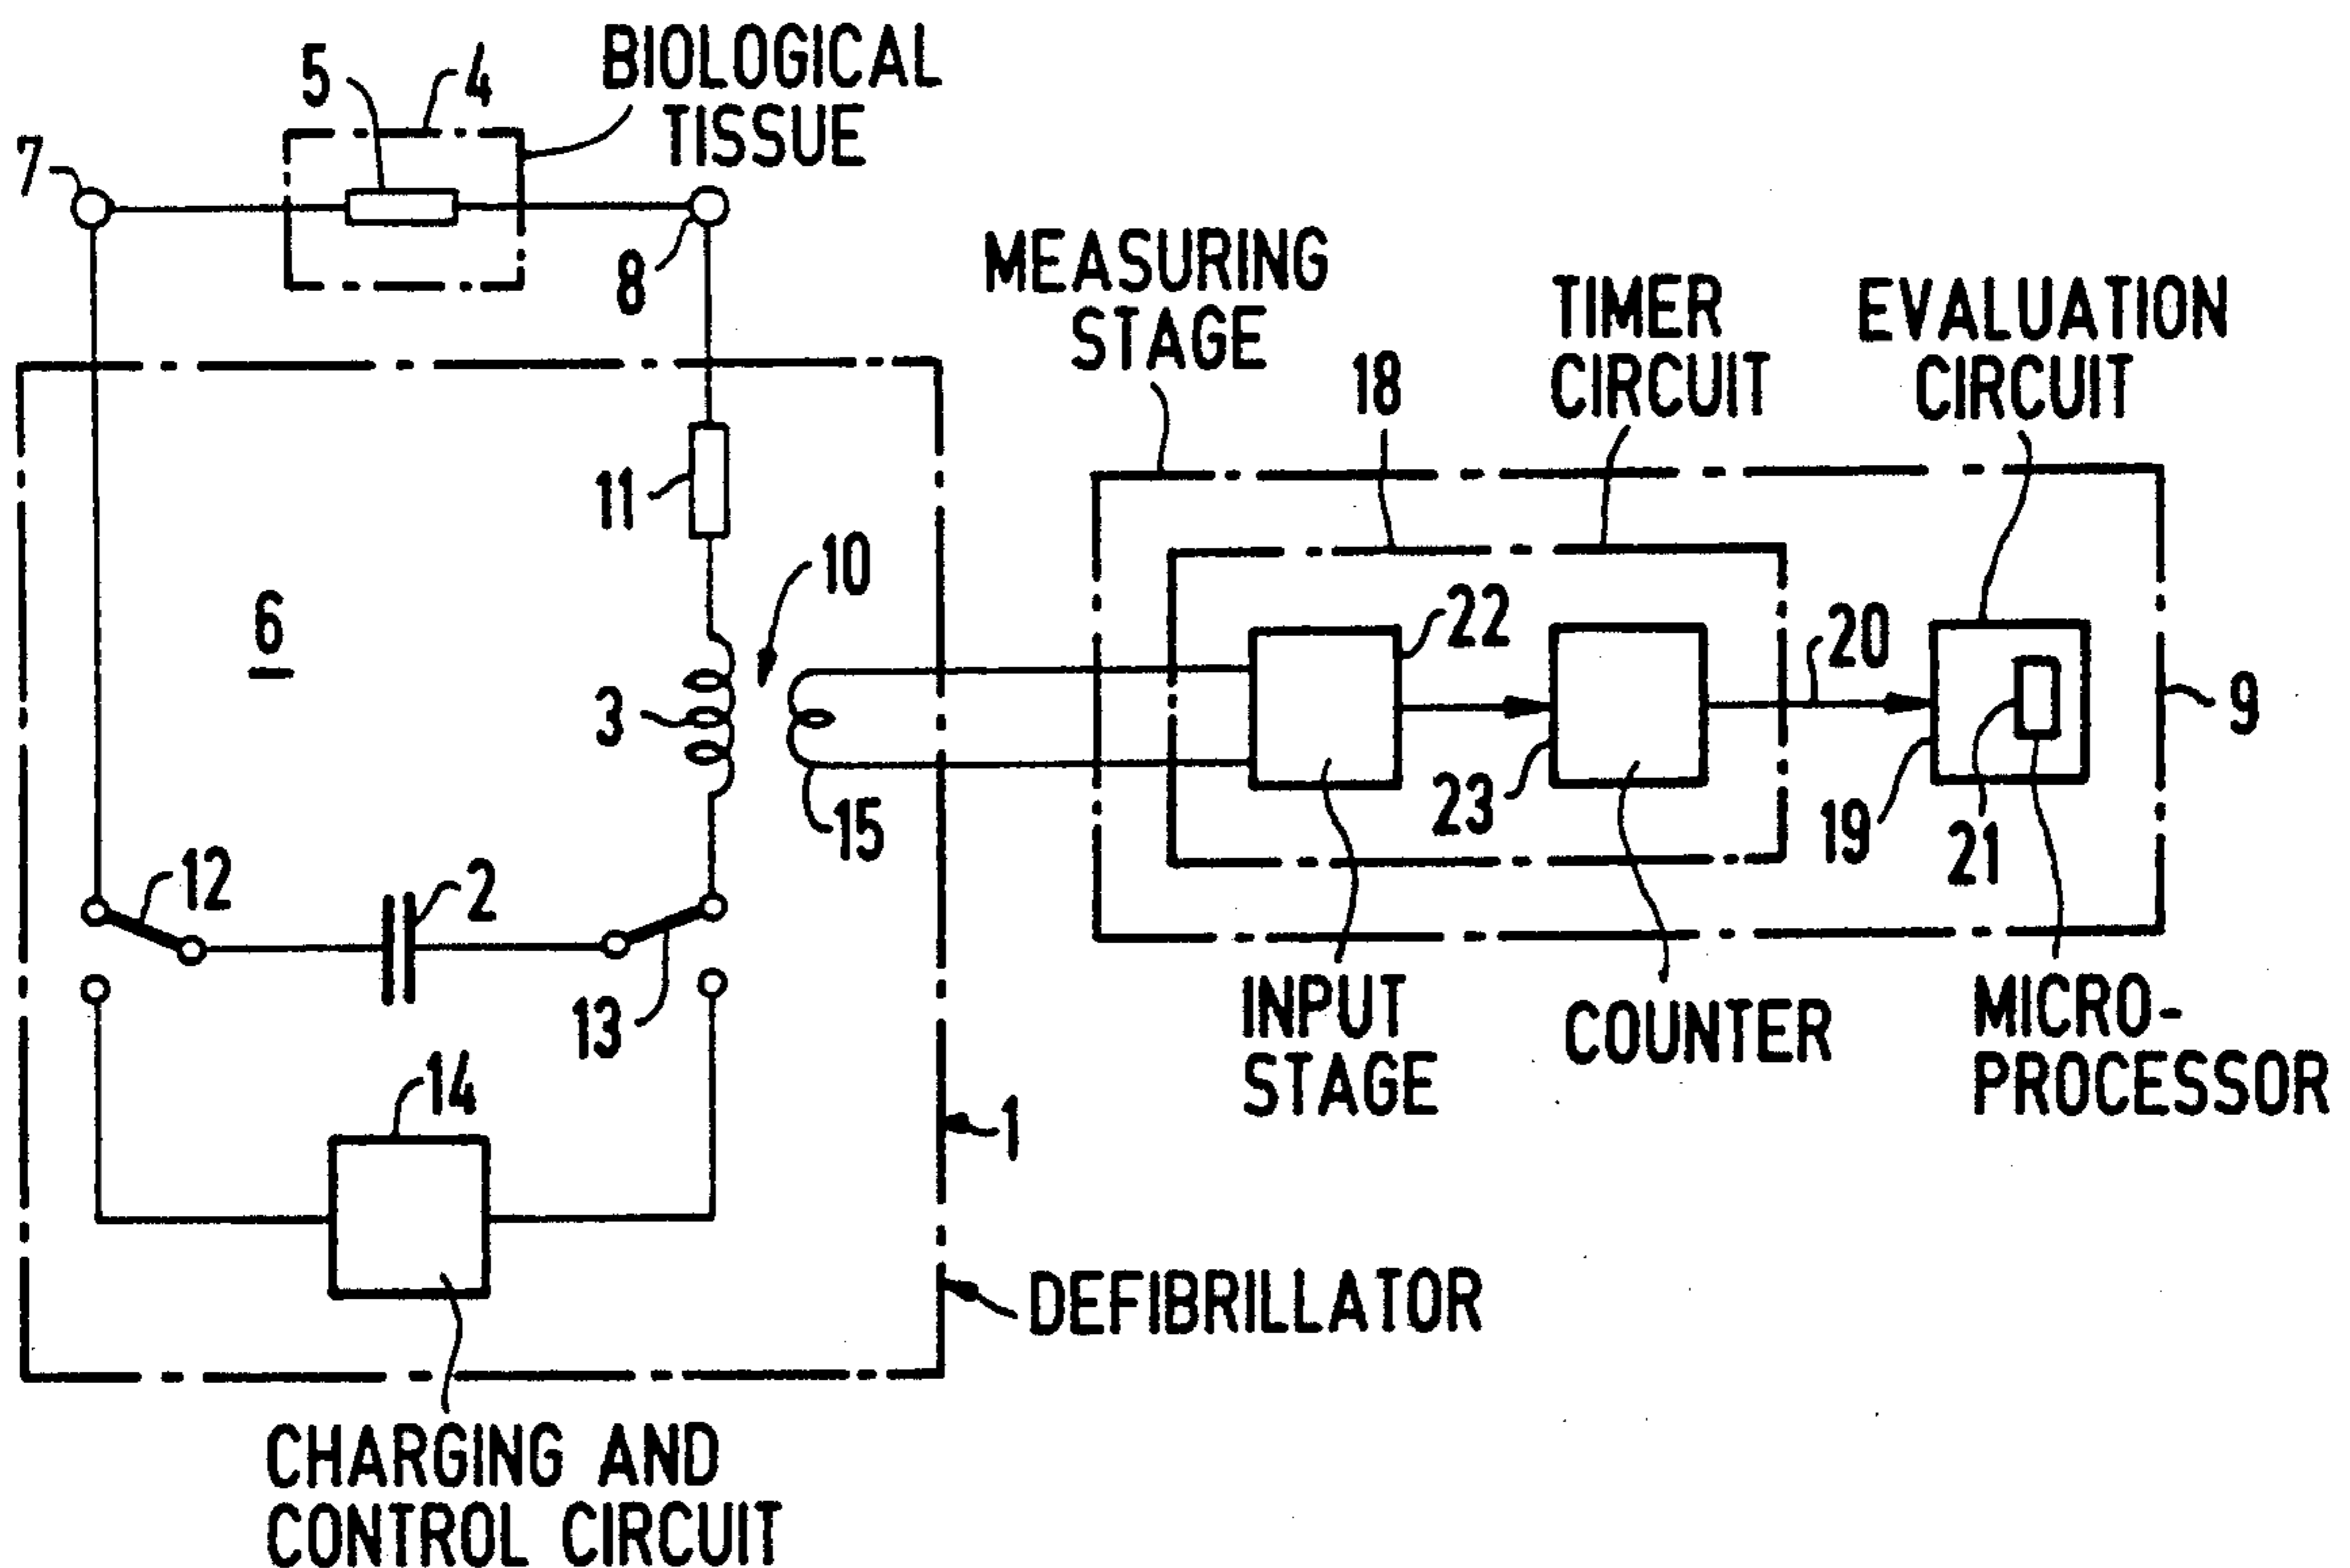 BIOLOGICAL
TISSUE
5
4
7
8
MEASURING
STAGE
18
TIMER
CIRCUIT
EVALUATION
CIRCUIT
11
10
6
3
15
22
23
20
19
21
9
12
2
13
14
INPUT
STAGE
COUNTER
MICRO-
PROCESSOR
1
DEFIBRILLATOR
CHARGING AND
CONTROL CIRCUIT